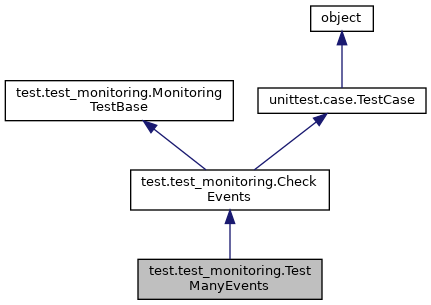 object
test.test_monitoring.Monitoring
TestBase
unittest.case.TestCase
test.test_monitoring.Check
Events
test.test_monitoring.Test
ManyEvents